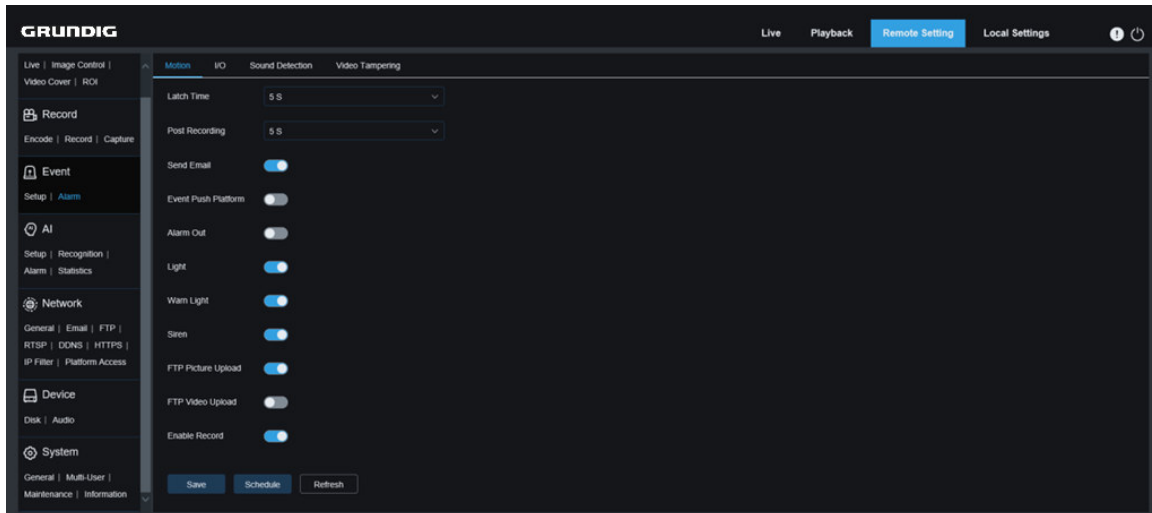 GRUNDIG
Live Playback Remote Setting Local Settings
Live | Image Control |
Video Cover | ROI
Record
Encode | Record | Capture
Event
Setup | Alarm
AI
Setup | Recognition |
Alarm | Statistics
Network
General | Email | FTP |
RTSP | DDNS | HTTPS |
IP Filter | Platform Access
Device
Disk | Audio
System
General | Multi-User |
Maintenance | Information
Motion I/O Sound Detection Video Tampering
Latch Time 5 S
Post Recording 5 S
Send Email
Event Push Platform
Alarm Out
Light
Warn Light
Siren
FTP Picture Upload
FTP Video Upload
Enable Record
Save Schedule Refresh